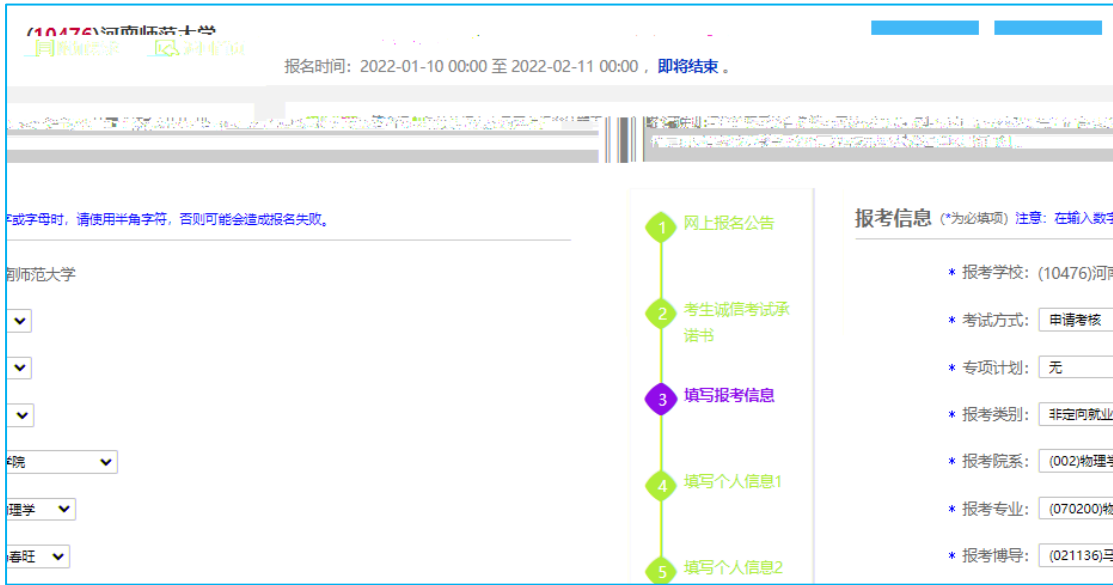 (10476)河南师范大学
报名时间：2022-01-10 00:00 至 2022-02-11 00:00 ，即将结束 。
字或字母时，请使用半角字符，否则可能会造成报名失败。
南师范大学
学院
物理学
春旺
1 网上报名公告
2 考生诚信考试承
诺书
3 填写报考信息
4 填写个人信息1
5 填写个人信息2
报考信息 (*为必填项) 注意：在输入数字
* 报考学校：(10476)河南
* 考试方式：申请考核
* 专项计划：无
* 报考类别：非定向就业
* 报考院系：(002)物理学
* 报考专业：(070200)物
* 报考博导：(021136)马